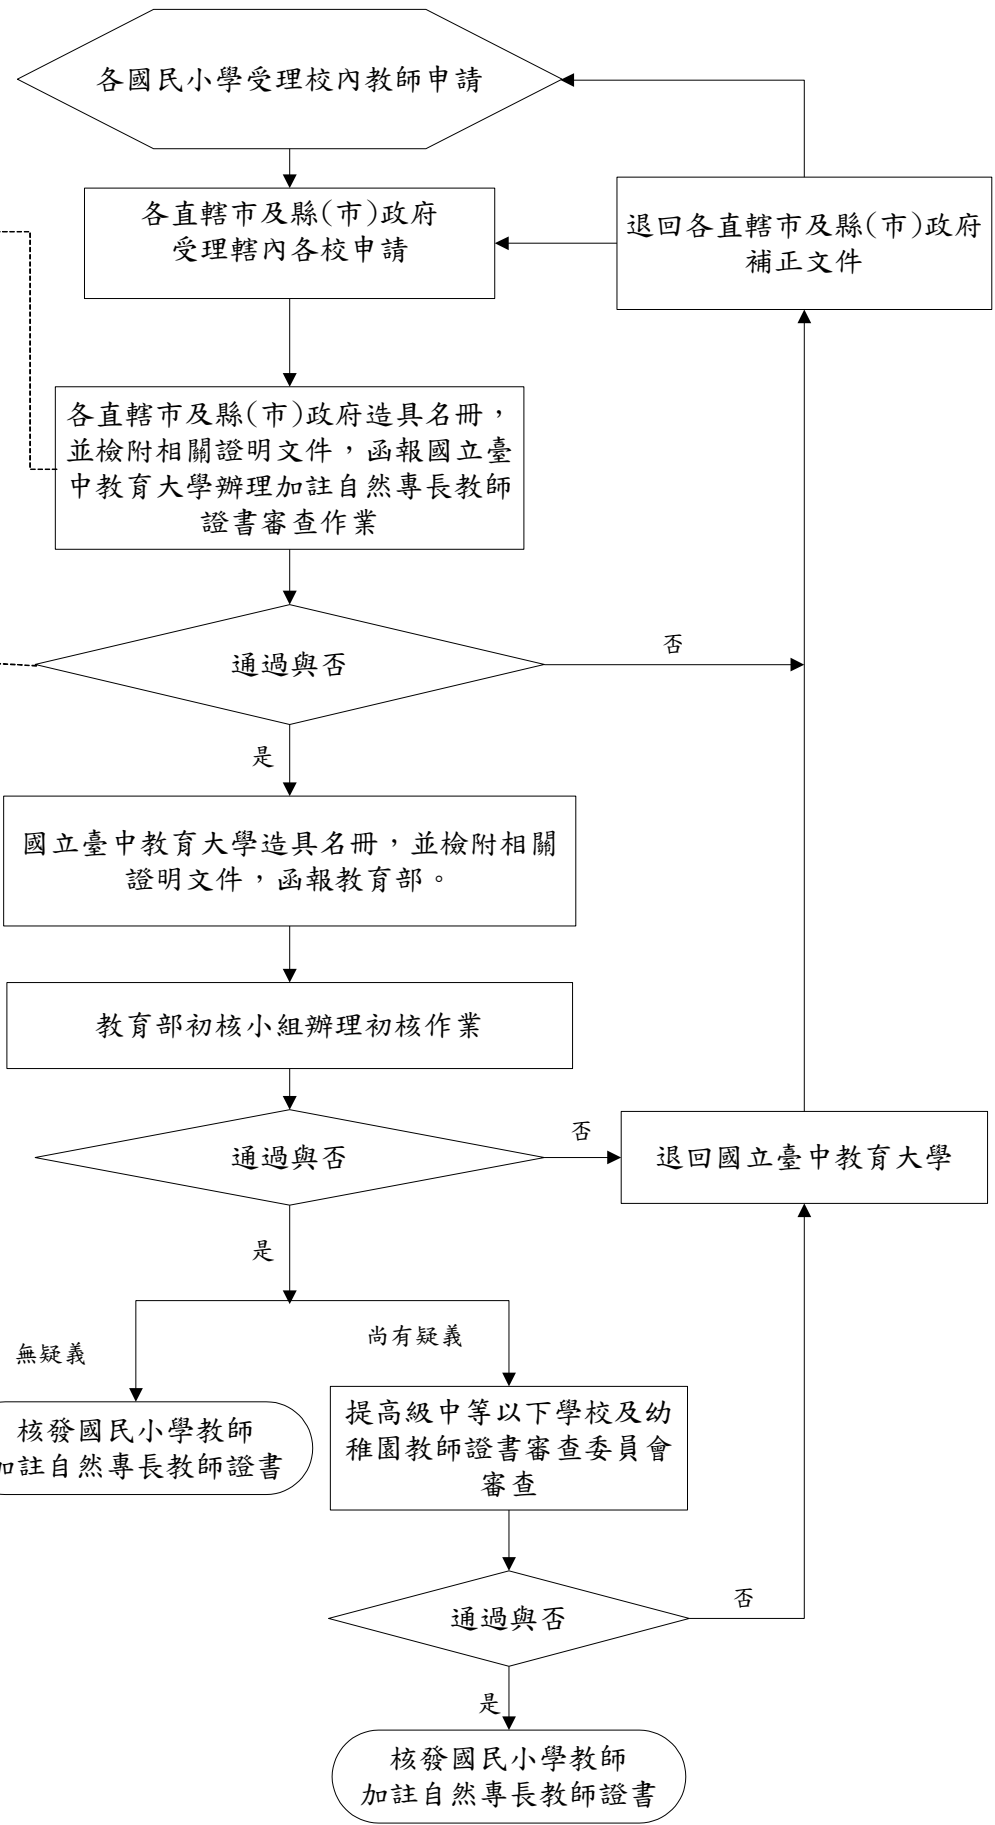 各國民小學受理校內教師申請
各直轄市及縣(市)政府
受理轄內各校申請
退回各直轄市及縣(市)政府
補正文件
各直轄市及縣(市)政府造具名冊，
並檢附相關證明文件，函報國立臺
中教育大學辦理加註自然專長教師
證書審查作業
通過與否
否
是
國立臺中教育大學造具名冊，並檢附相關
證明文件，函報教育部。
教育部初核小組辦理初核作業
通過與否
否
退回國立臺中教育大學
是
無疑義
尚有疑義
核發國民小學教師
加註自然專長教師證書
提高級中等以下學校及幼
稚園教師證書審查委員會
審查
通過與否
否
是
核發國民小學教師
加註自然專長教師證書